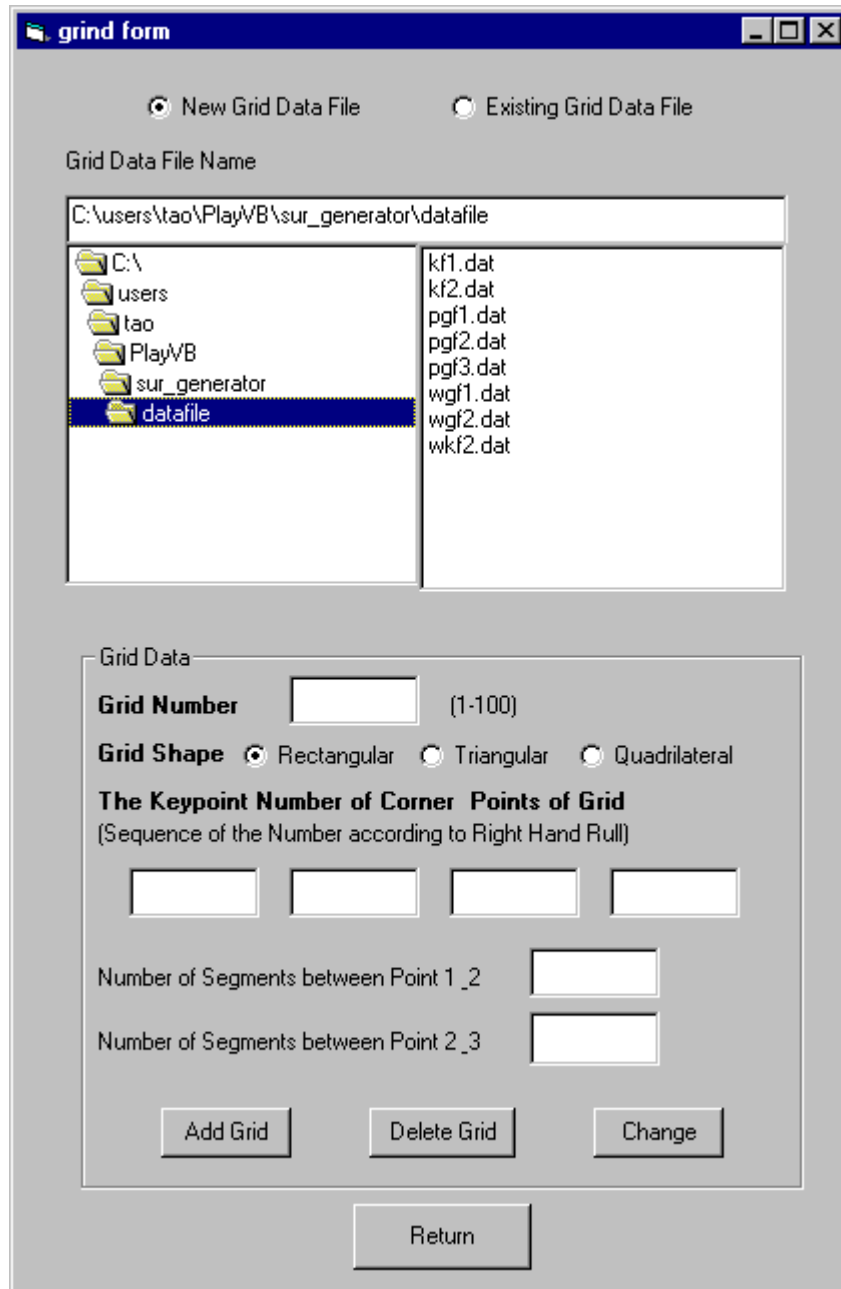 grind form
New Grid Data File Existing Grid Data File
Grid Data File Name
C:\users\tao\PlayVB\sur_generator\datafile
C:\
users
tao
PlayVB
sur_generator
datafile
kf1.dat
kf2.dat
pgf1.dat
pgf2.dat
pgf3.dat
wgf1.dat
wgf2.dat
wkf2.dat
Grid Data
Grid Number (1-100)
Grid Shape Rectangular Triangular Quadrilateral
The Keypoint Number of Corner Points of Grid
(Sequence of the Number according to Right Hand Rull)
Number of Segments between Point 1_2
Number of Segments between Point 2_3
Add Grid Delete Grid Change
Return